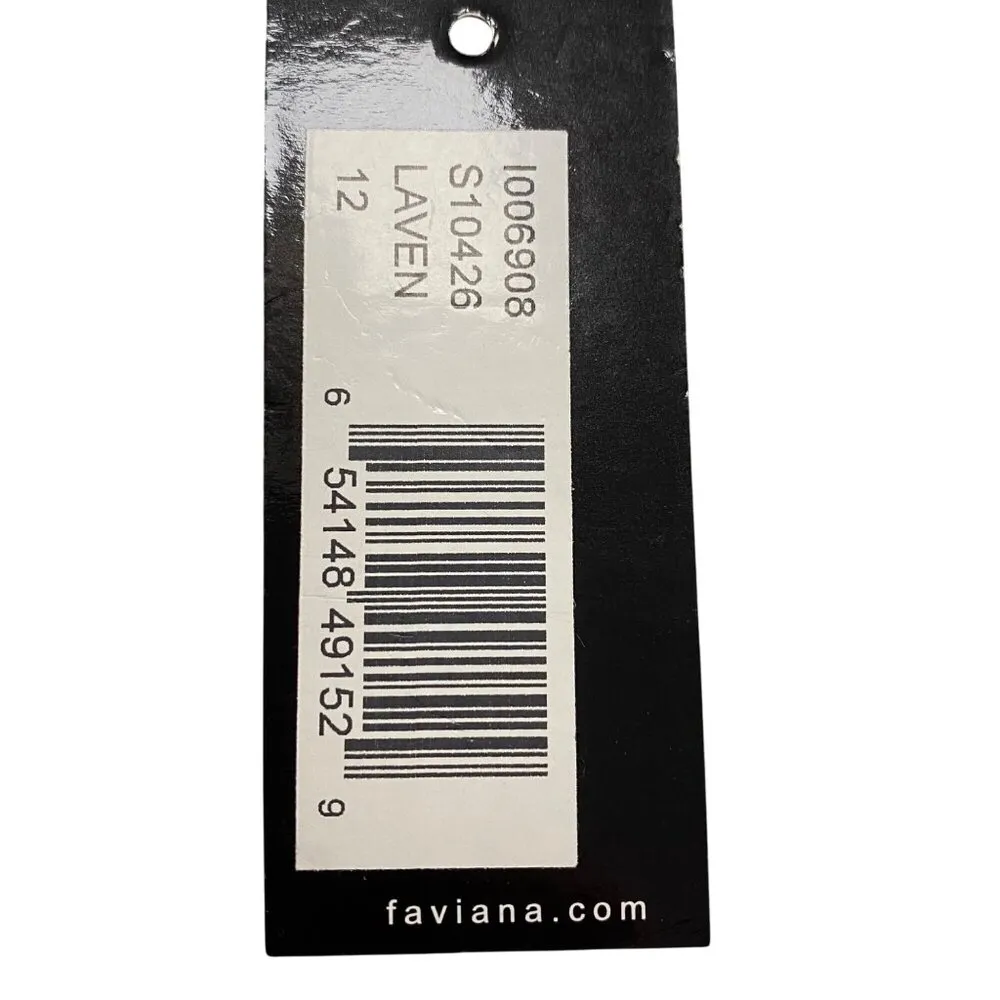 I006908
S10426
LAVEN
12
6 54148 49152 9
faviana.com